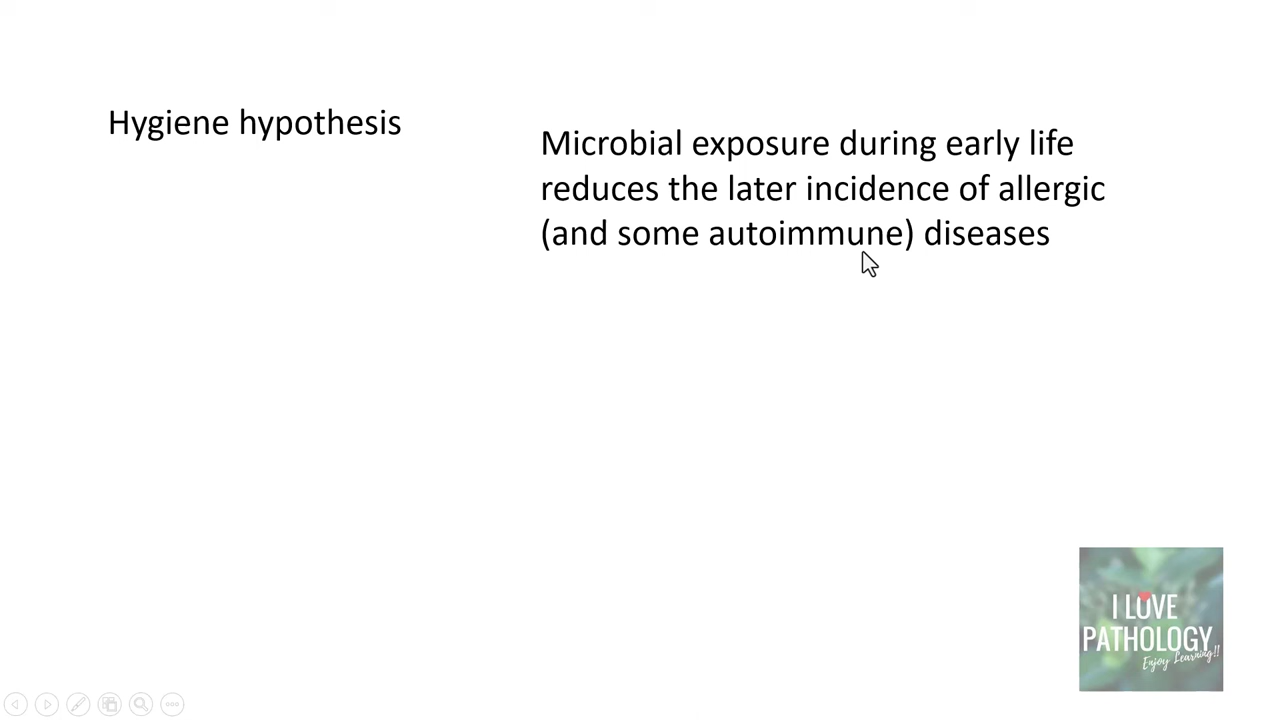 Hygiene hypothesis
Microbial exposure during early life
reduces the later incidence of allergic
(and some autoimmune) diseases
I LOVE
PATHOLOGY
Enjoy Learning!!